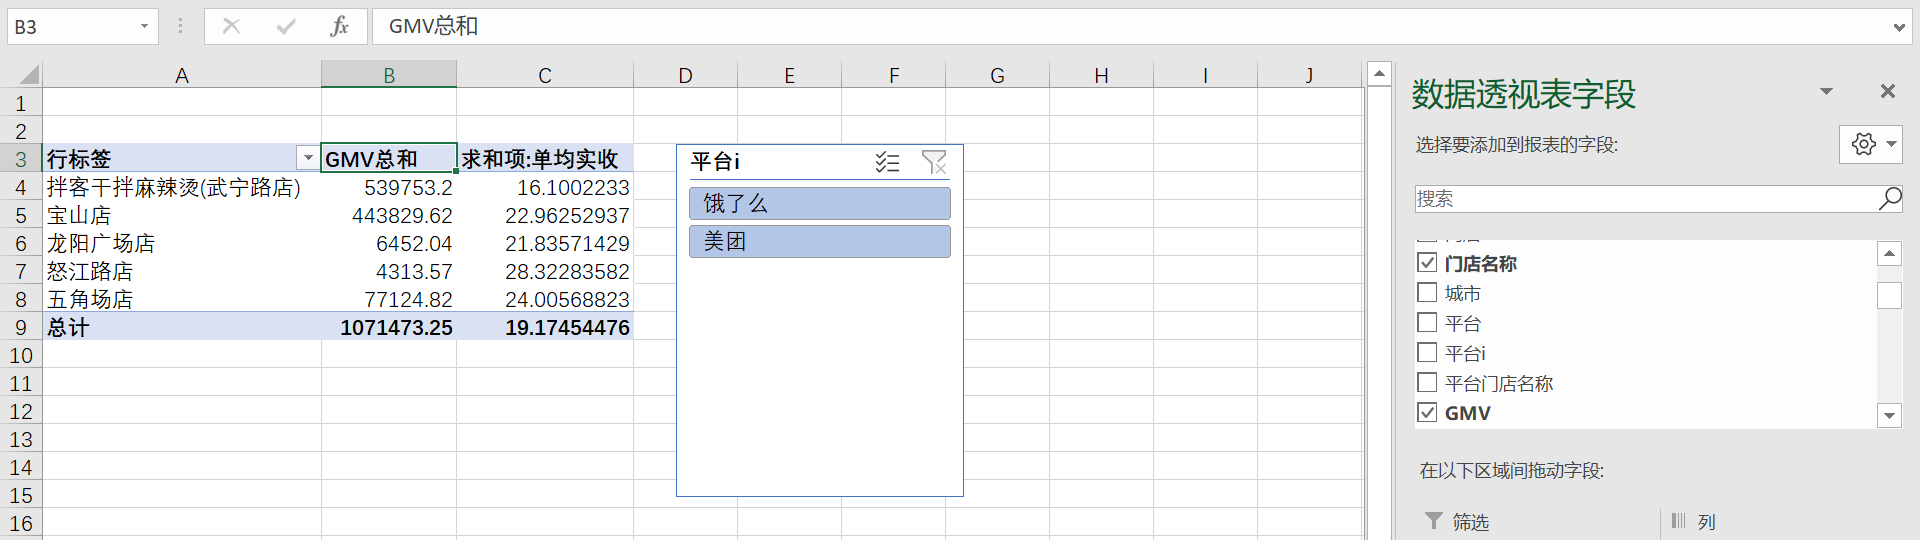 B3
fx
GMV总和
A B C D E F G H I J
1
2
3 行标签 GMV总和 求和项:单均实收
4 拌客干拌麻辣烫(武宁路店) 539753.2 16.1002233
5 宝山店 443829.62 22.96252937
6 龙阳广场店 6452.04 21.83571429
7 怒江路店 4313.57 28.32283582
8 五角场店 77124.82 24.00568823
9 总计 1071473.25 19.17454476
10
11
12
13
14
15
16
平台i
饿了么
美团
数据透视表字段
选择要添加到报表的字段:
搜索
门店名称
城市
平台
平台i
平台门店名称
GMV
在以下区域间拖动字段:
筛选
列